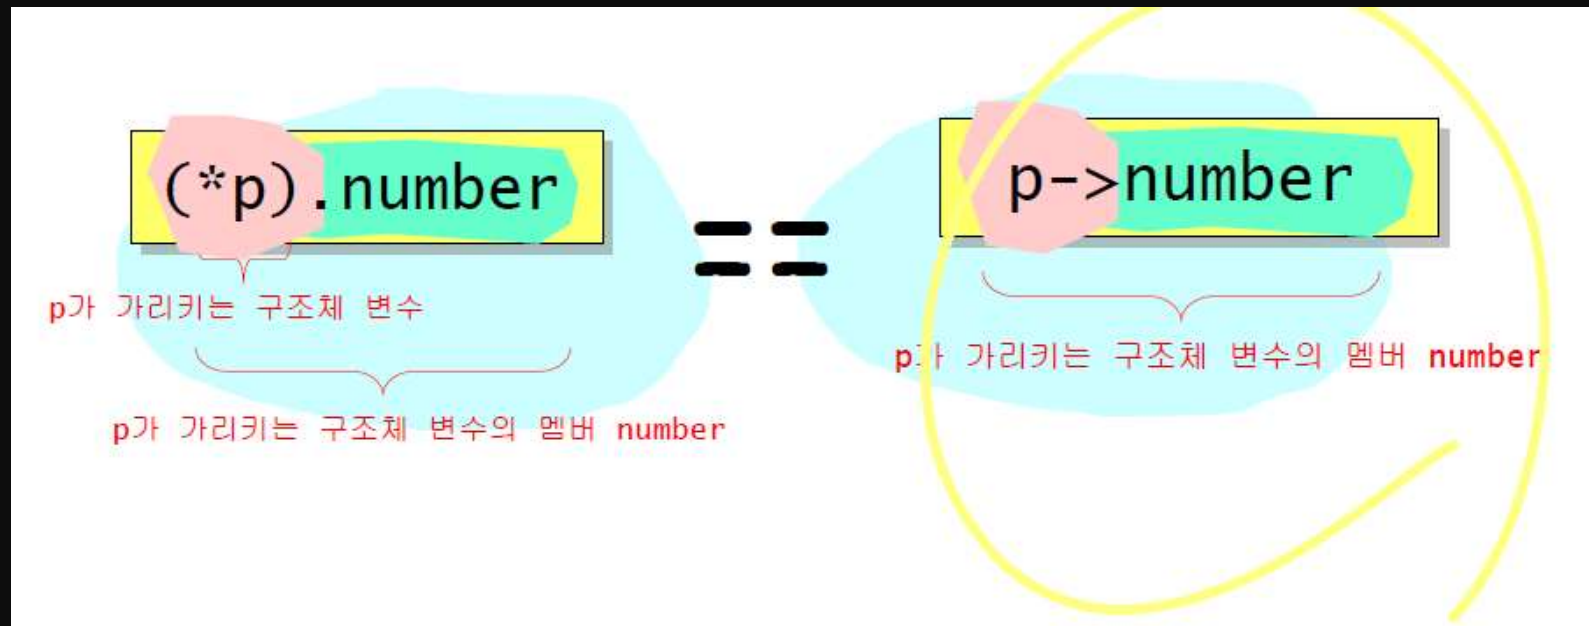 (*p).number
p가 가리키는 구조체 변수
p가 가리키는 구조체 변수의 멤버 number
==
p->number
p가 가리키는 구조체 변수의 멤버 number